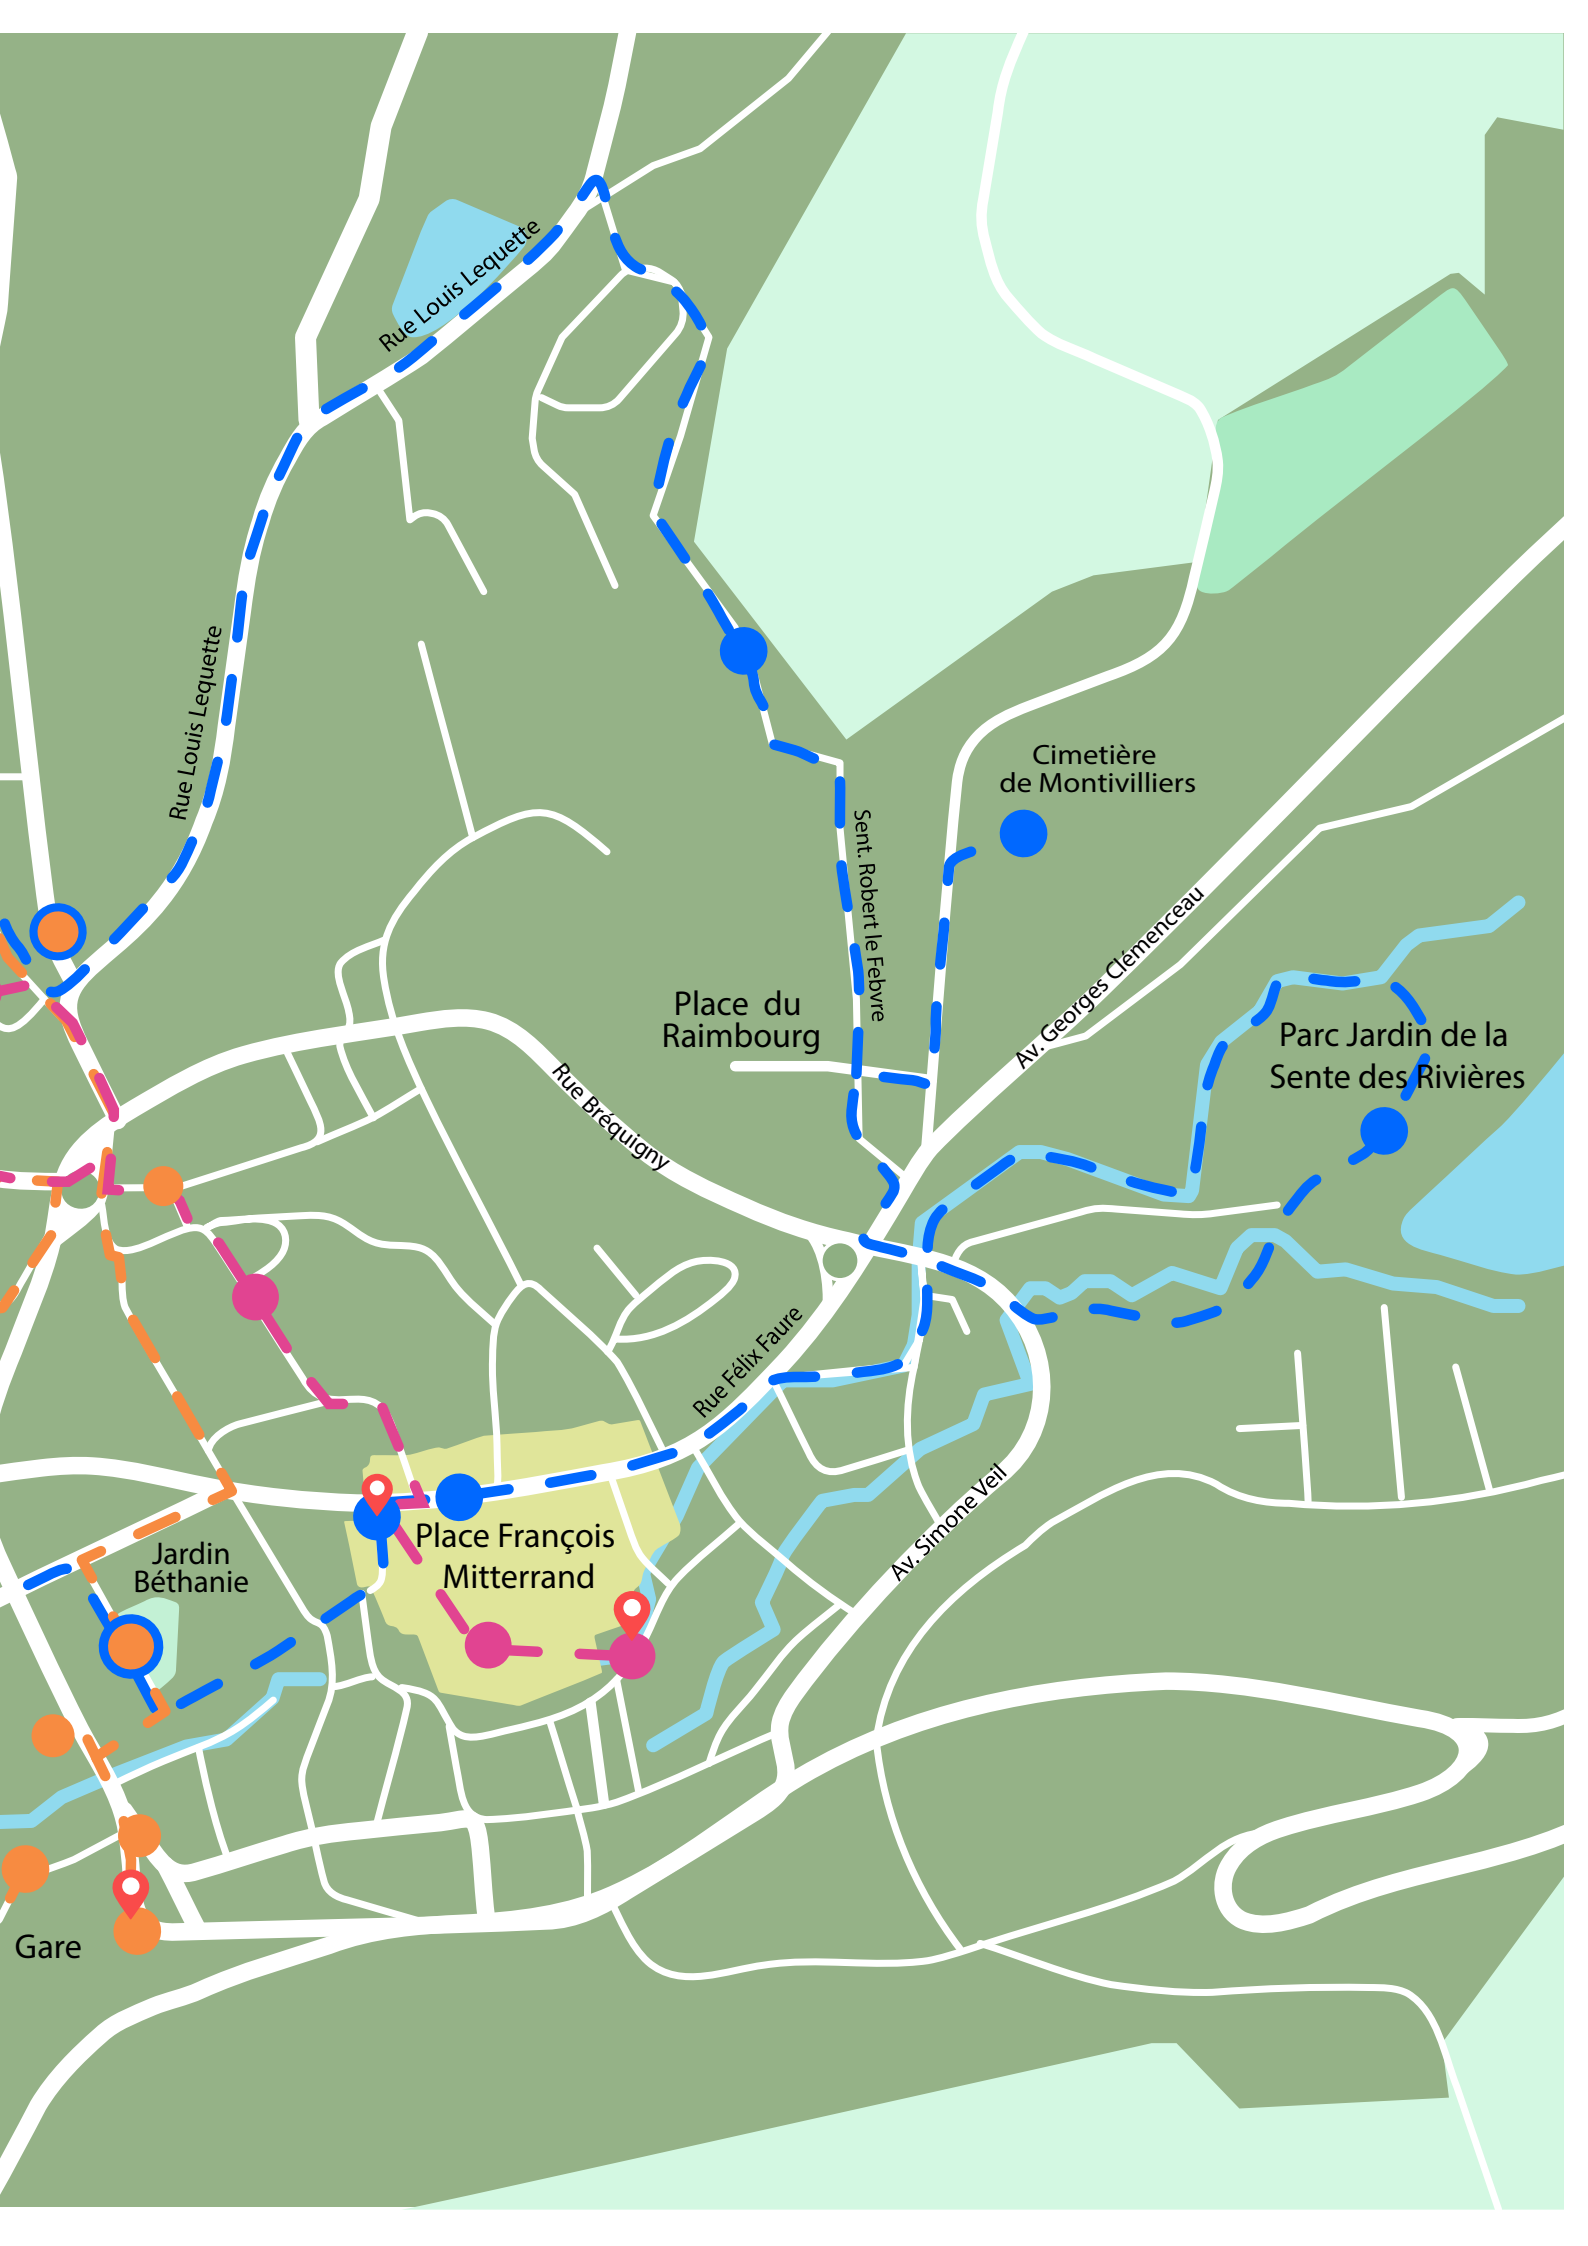 Rue Louis Lequette
Rue Louis Lequette
Cimetière
de Montivilliers
Sent. Robert le Febvre
Av. Georges Clémenceau
Place du
Raimbourg
Parc Jardin de la
Sente des Rivières
Rue Bréquigny
Rue Félix Faure
Av. Simone Veil
Place François
Mitterrand
Jardin
Béthanie
Gare